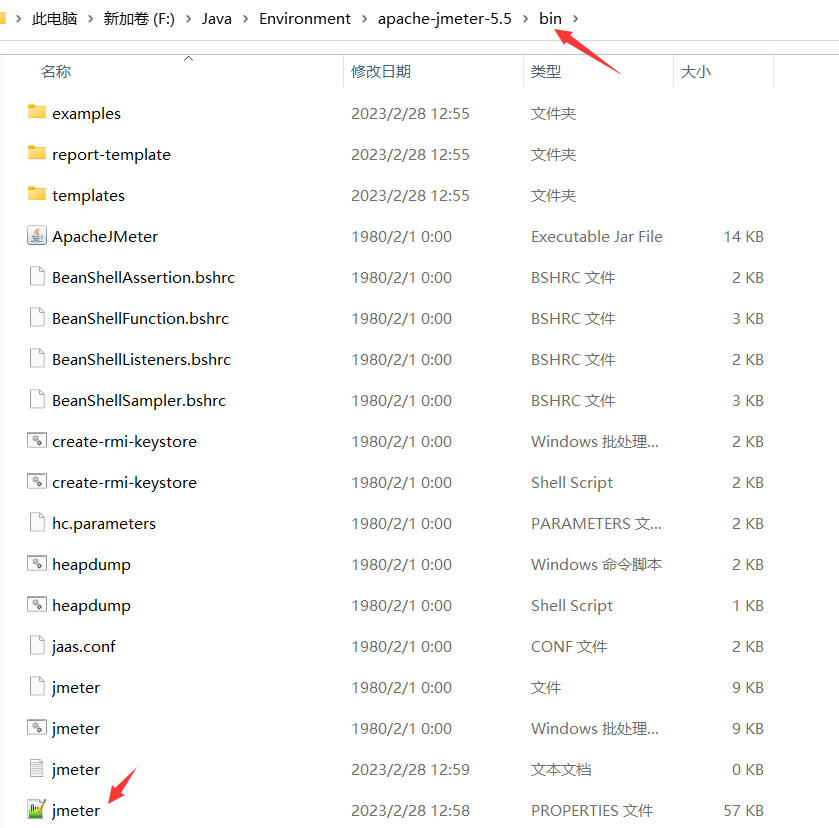 此电脑 › 新加卷 (F:) › Java › Environment › apache-jmeter-5.5 › bin ›
名称 修改日期 类型 大小
examples 2023/2/28 12:55 文件夹
report-template 2023/2/28 12:55 文件夹
templates 2023/2/28 12:55 文件夹
ApacheJMeter 1980/2/1 0:00 Executable Jar File 14 KB
BeanShellAssertion.bshrc 1980/2/1 0:00 BSHRC 文件 2 KB
BeanShellFunction.bshrc 1980/2/1 0:00 BSHRC 文件 3 KB
BeanShellListeners.bshrc 1980/2/1 0:00 BSHRC 文件 2 KB
BeanShellSampler.bshrc 1980/2/1 0:00 BSHRC 文件 3 KB
create-rmi-keystore 1980/2/1 0:00 Windows 批处理... 2 KB
create-rmi-keystore 1980/2/1 0:00 Shell Script 2 KB
hc.parameters 1980/2/1 0:00 PARAMETERS 文... 2 KB
heapdump 1980/2/1 0:00 Windows 命令脚本 2 KB
heapdump 1980/2/1 0:00 Shell Script 1 KB
jaas.conf 1980/2/1 0:00 CONF 文件 2 KB
jmeter 1980/2/1 0:00 文件 9 KB
jmeter 1980/2/1 0:00 Windows 批处理... 9 KB
jmeter 2023/2/28 12:59 文本文档 0 KB
jmeter 2023/2/28 12:58 PROPERTIES 文件 57 KB